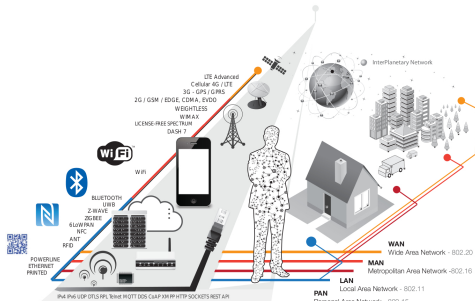 LTE Advanced
Cellular 4G / LTE
3G - GPS / GPRS
2G / GSM / EDGE, CDMA, EVDO
WEIGHTLESS
WIMAX
LICENSE-FREE SPECTRUM
DASH 7
InterPlanetary Network
Wi Fi
WiFi
BLUETOOTH
UWB
Z-WAVE
ZIGBEE
6LoWPAN
NFC
ANT
RFID
N
POWERLINE
ETHERNET
PRINTED
WAN
Wide Area Network - 802.20
MAN
Metropolitan Area Network - 802.16
LAN
Local Area Network - 802.11
PAN
IPv4 IPv6 UDP DTLS RPL Telnet MQTT DDS CoAP XMPP HTTP SOCKETS REST API